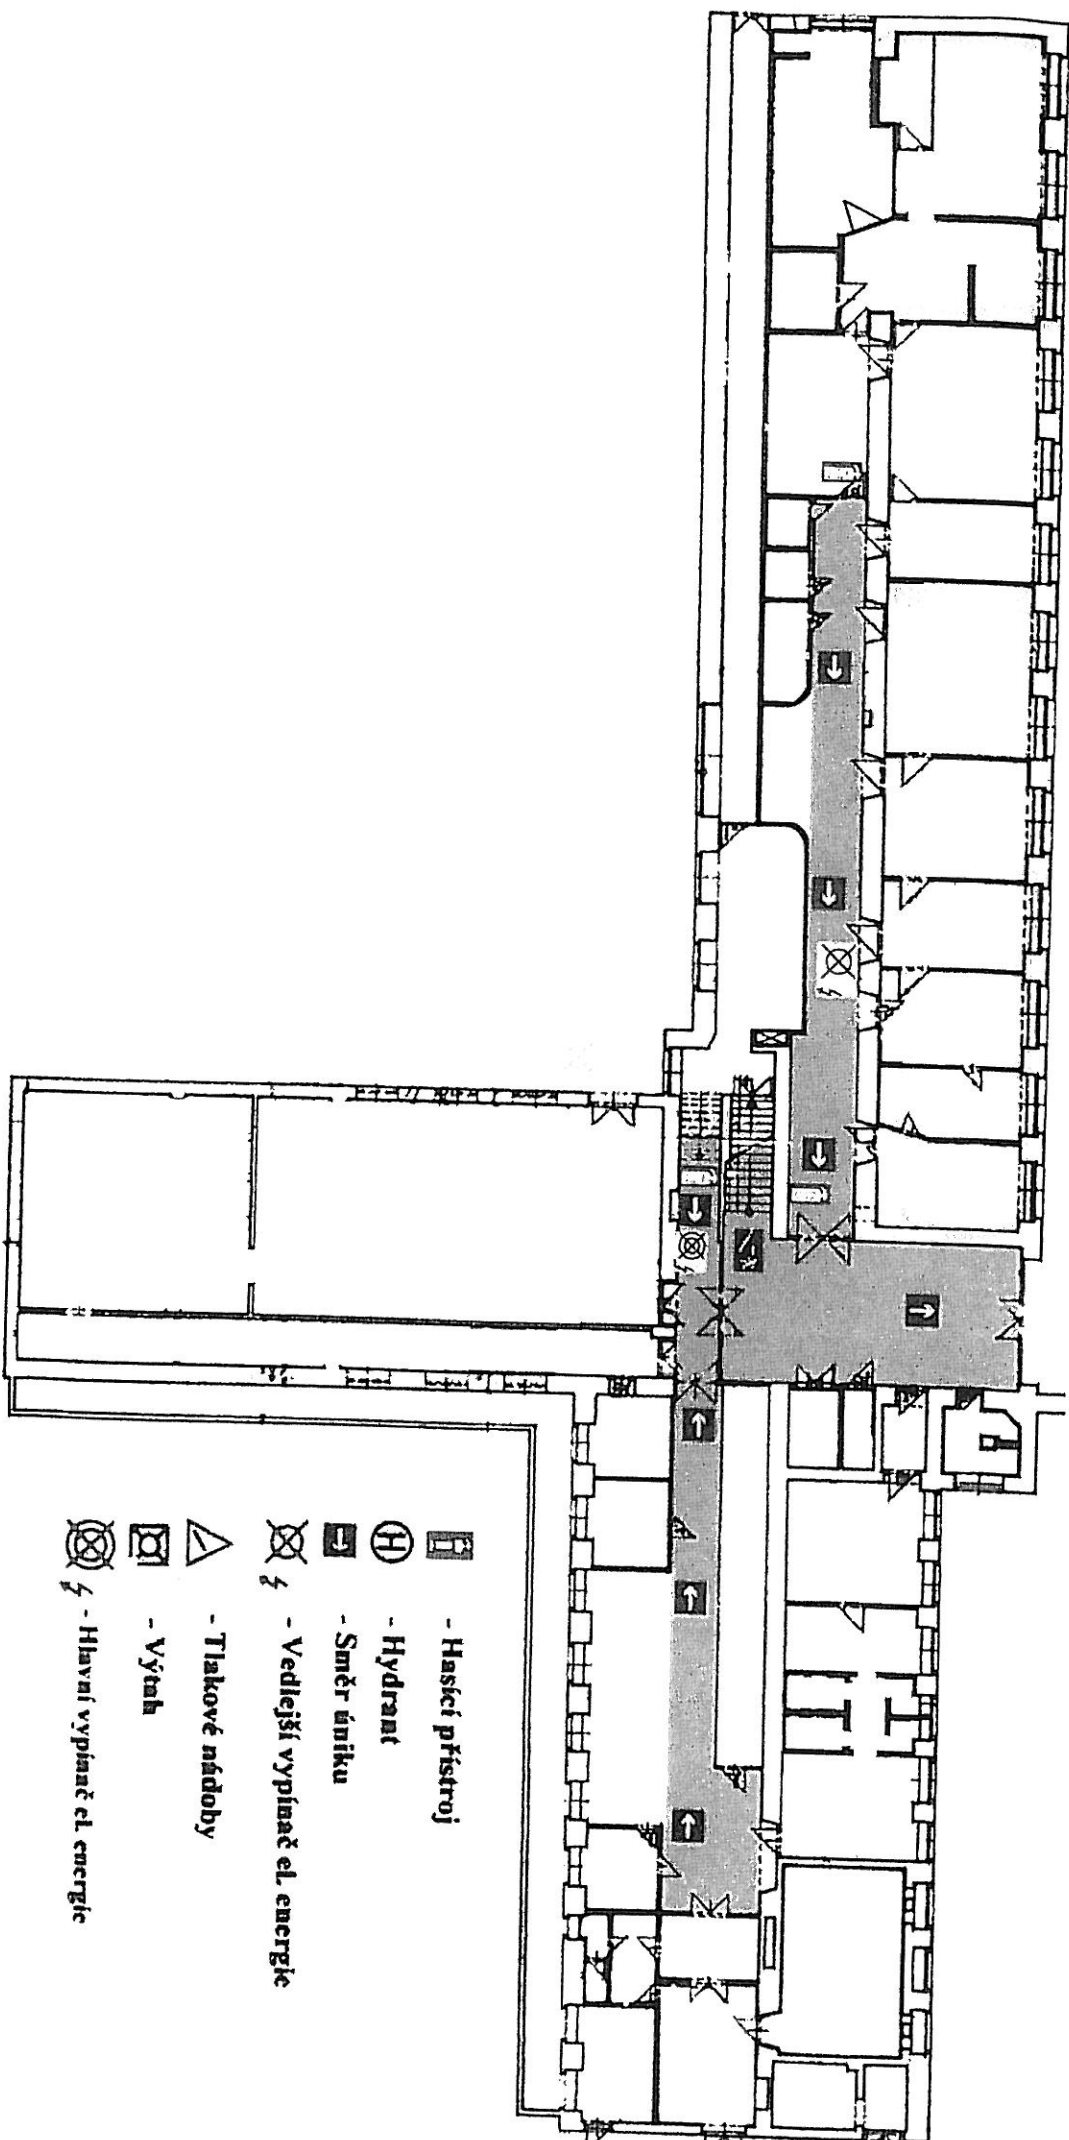 - Hasící přístroj
H - Hydrant
- Směr úniku
- Vedlejší vypínač el. energie
- Tlakové nádoby
- Výtah
- Hlavní vypínač el. energie